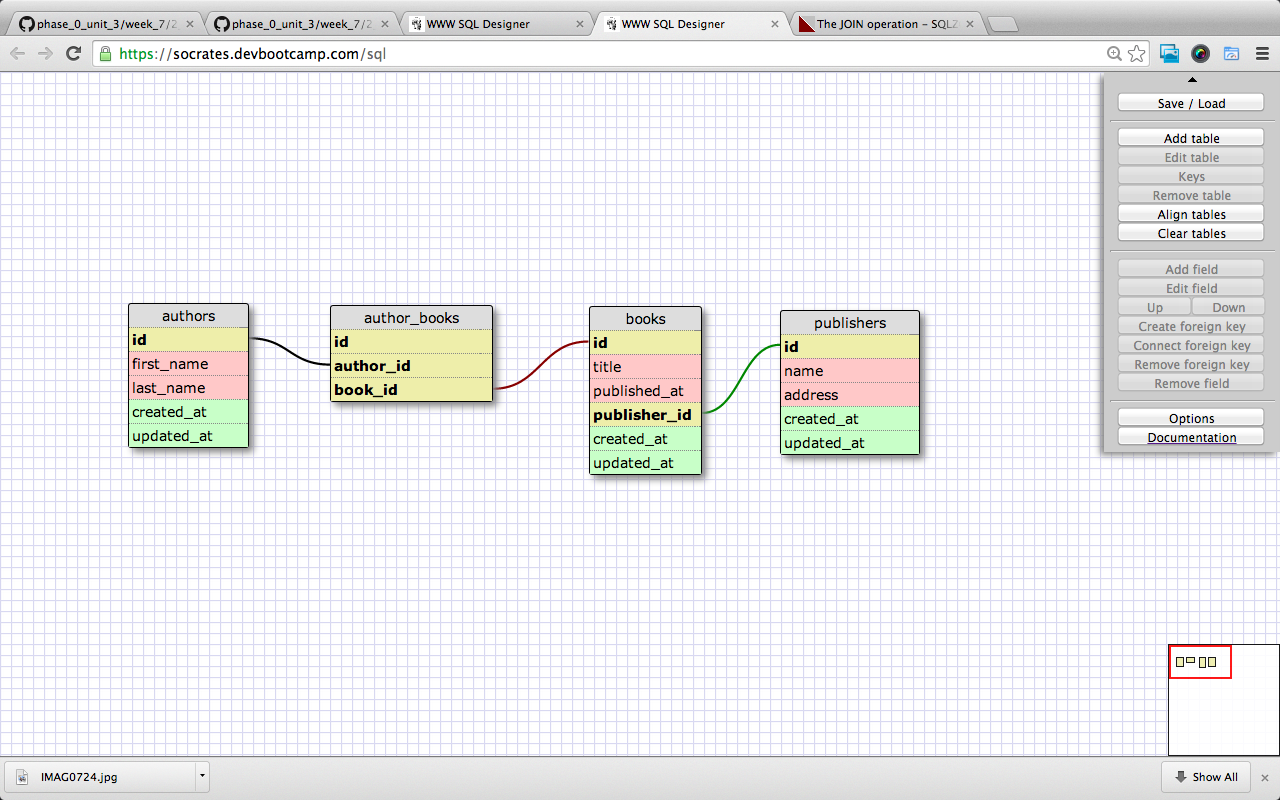 phase_0_unit_3/week_7/2
phase_0_unit_3/week_7/2
WWW SQL Designer
WWW SQL Designer
The JOIN operation – SQLZ
https://socrates.devbootcamp.com/sql
Save / Load
Add table
Edit table
Keys
Remove table
Align tables
Clear tables
Add field
Edit field
Up Down
Create foreign key
Connect foreign key
Remove foreign key
Remove field
Options
Documentation
authors
id
first_name
last_name
created_at
updated_at
author_books
id
author_id
book_id
books
id
title
published_at
publisher_id
created_at
updated_at
publishers
id
name
address
created_at
updated_at
IMAG0724.jpg
Show All